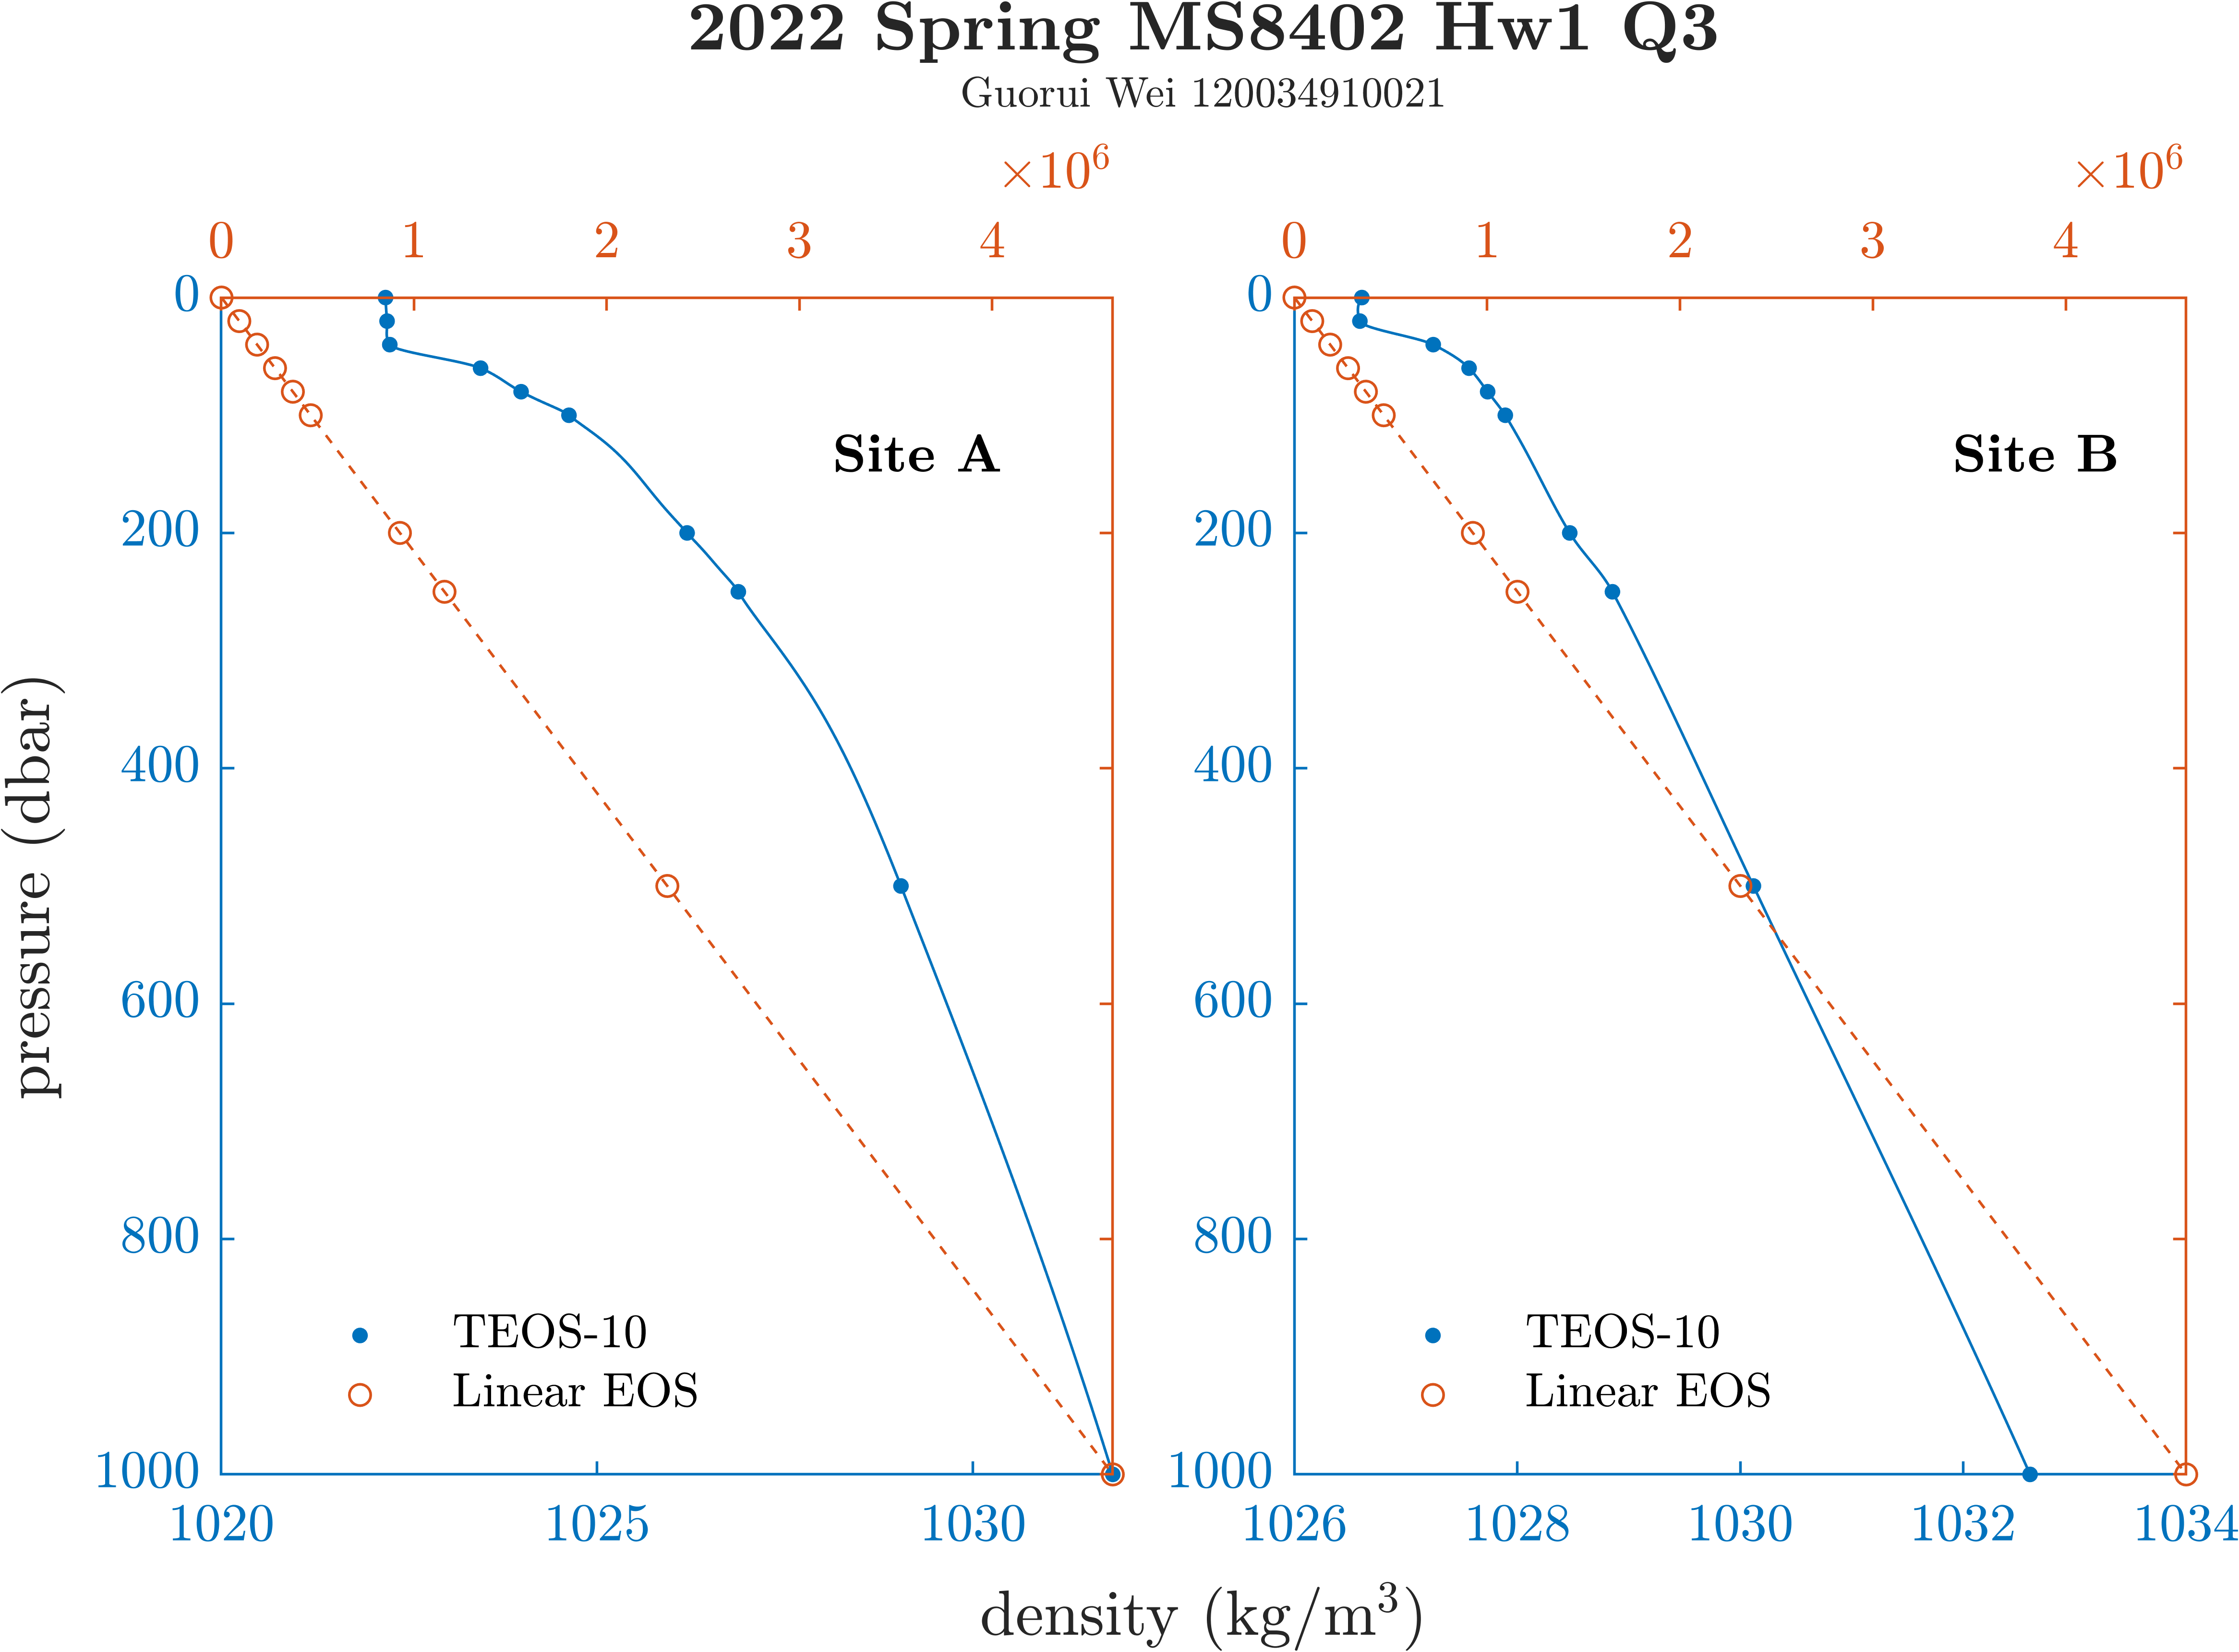 2022 Spring MS8402 Hw1 Q3
Guorui Wei 120034910021
×10^6
×10^6
0 1 2 3 4
0 1 2 3 4
0
200
400
600
800
1000
0
200
400
600
800
1000
pressure (dbar)
Site A
Site B
TEOS-10
Linear EOS
TEOS-10
Linear EOS
1020 1025 1030
1026 1028 1030 1032 1034
density (kg/m^3)